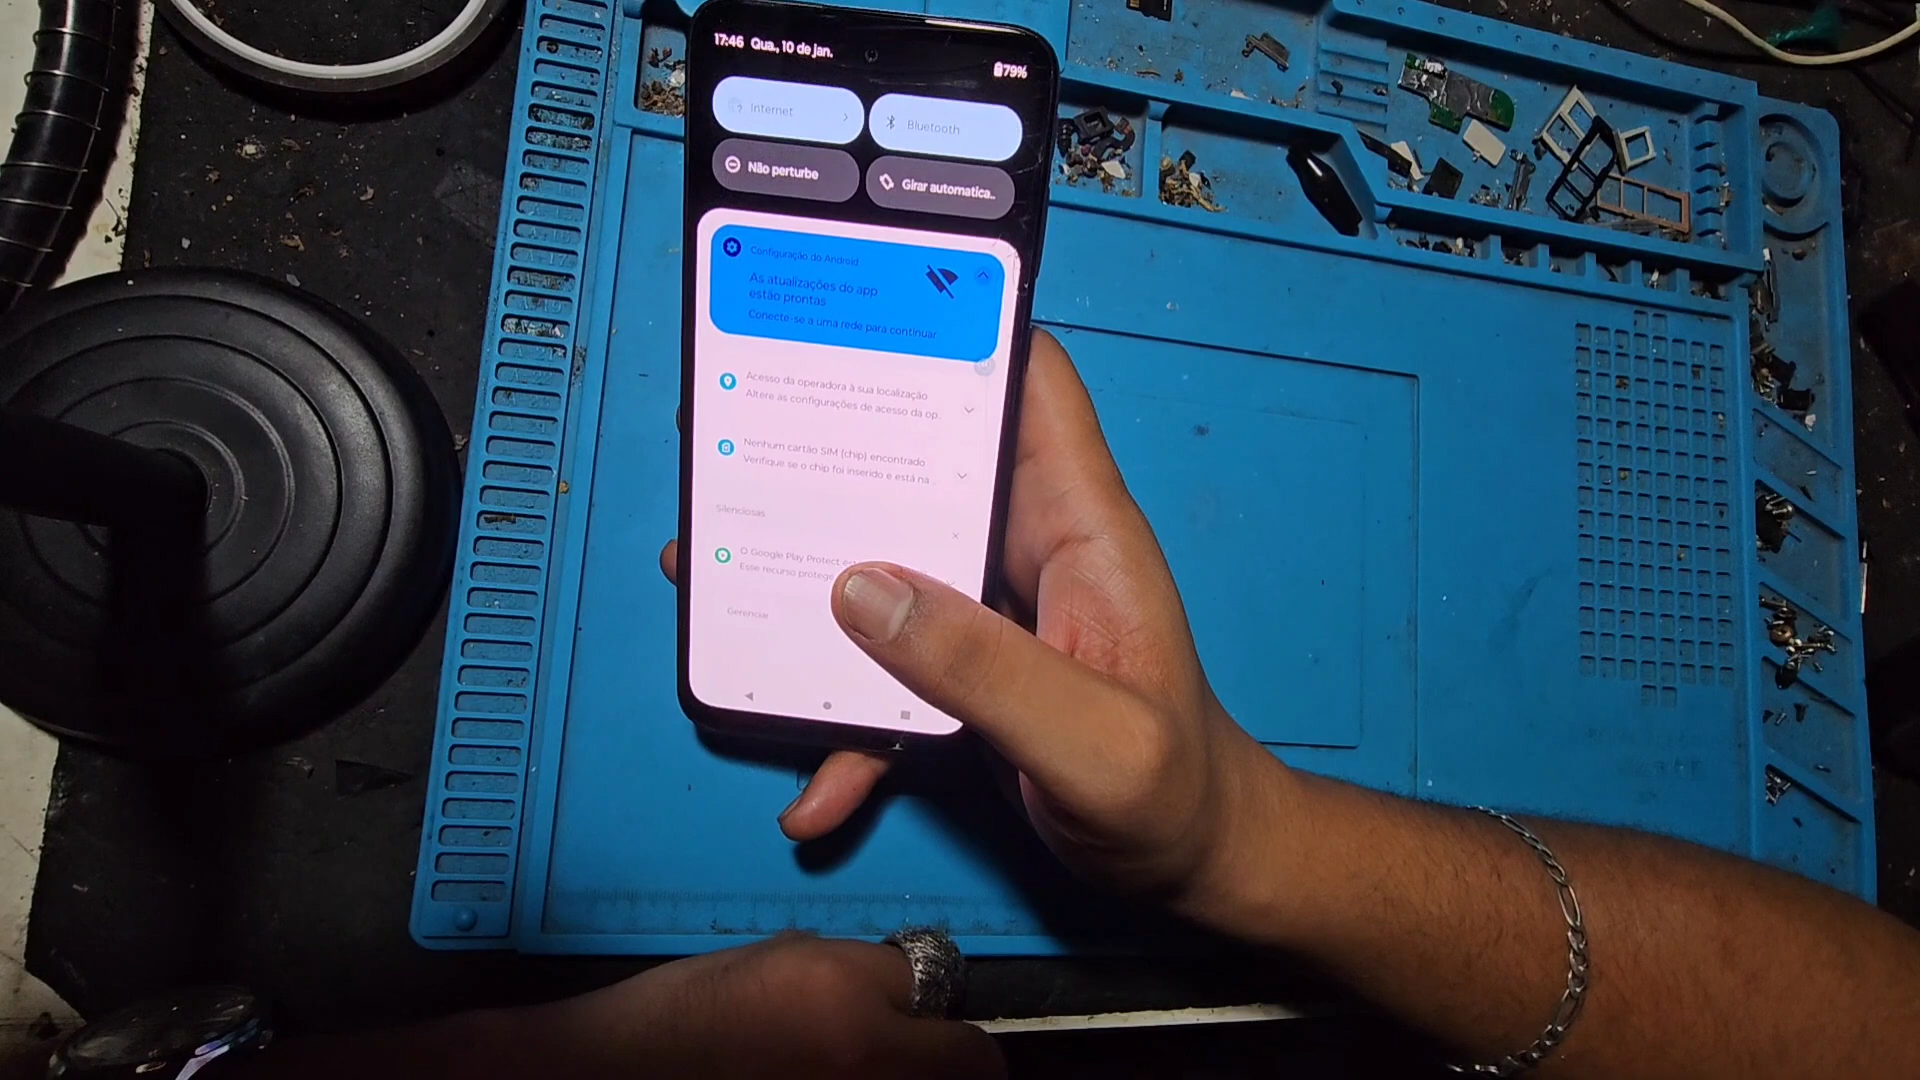 17:46 Qua., 10 de jan.
79%
Internet
Bluetooth
Não perturbe
Girar automatica..
Configuração do Android
As atualizações do app
estão prontas
Conecte-se a uma rede para continuar
Acesso da operadora à sua localização
Altere as configurações de acesso da op..
Nenhum cartão SIM (chip) encontrado
Verifique se o chip foi inserido e está na ..
Silenciosas
O Google Play Protect
Esse recurso protege
Gerenciar